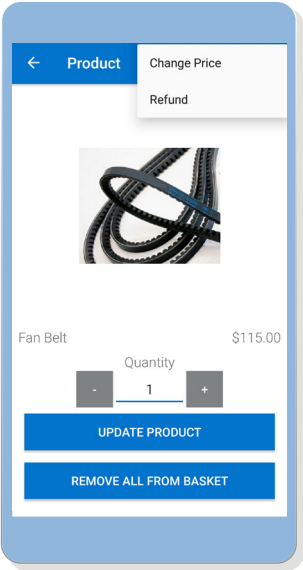 Product
Change Price
Refund
Fan Belt
$115.00
Quantity
- 1 +
UPDATE PRODUCT
REMOVE ALL FROM BASKET